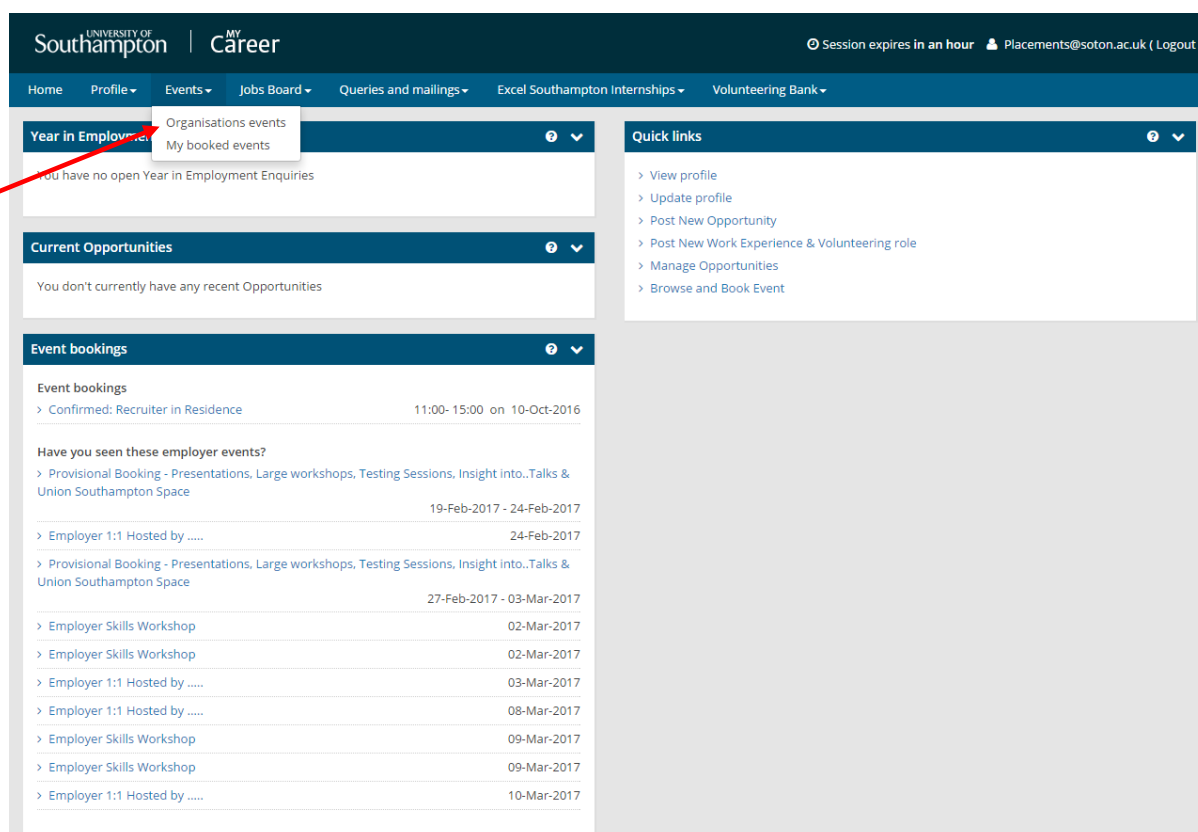 UNIVERSITY OF
Southampton | MY Career
Session expires in an hour Placements@soton.ac.uk ( Logout
Home Profile Events Jobs Board Queries and mailings Excel Southampton Internships Volunteering Bank
Organisations events
My booked events
Year in Employmen
You have no open Year in Employment Enquiries
Current Opportunities
You don't currently have any recent Opportunities
Event bookings
Event bookings
> Confirmed: Recruiter in Residence 11:00- 15:00 on 10-Oct-2016
Have you seen these employer events?
> Provisional Booking - Presentations, Large workshops, Testing Sessions, Insight into..Talks &
Union Southampton Space
19-Feb-2017 - 24-Feb-2017
> Employer 1:1 Hosted by ..... 24-Feb-2017
> Provisional Booking - Presentations, Large workshops, Testing Sessions, Insight into..Talks &
Union Southampton Space
27-Feb-2017 - 03-Mar-2017
> Employer Skills Workshop 02-Mar-2017
> Employer Skills Workshop 02-Mar-2017
> Employer 1:1 Hosted by ..... 03-Mar-2017
> Employer 1:1 Hosted by ..... 08-Mar-2017
> Employer Skills Workshop 09-Mar-2017
> Employer Skills Workshop 09-Mar-2017
> Employer 1:1 Hosted by ..... 10-Mar-2017
Quick links
> View profile
> Update profile
> Post New Opportunity
> Post New Work Experience & Volunteering role
> Manage Opportunities
> Browse and Book Event